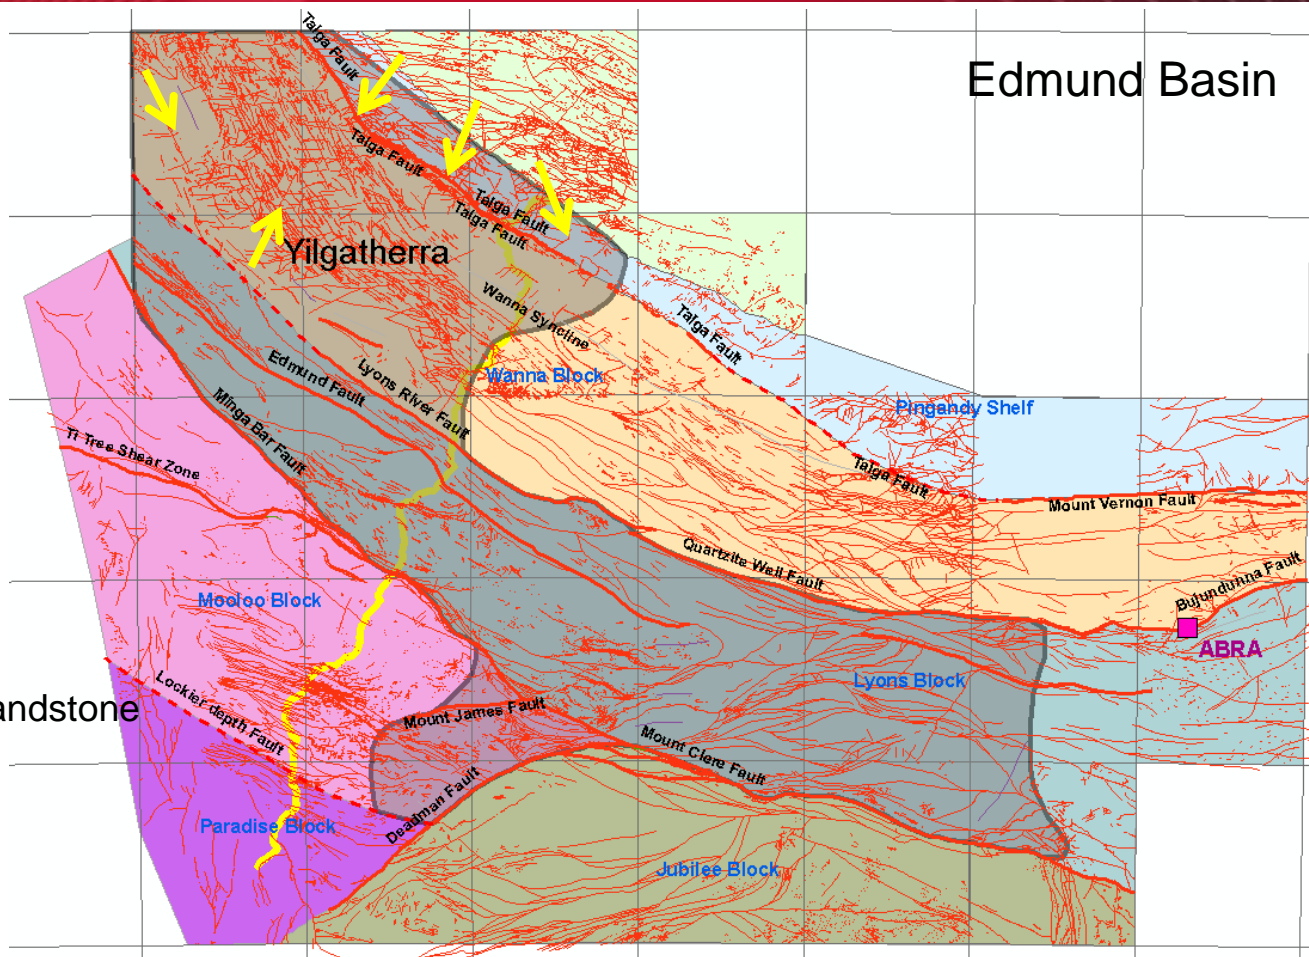 Edmund Basin
Talga Fault
Talga Fault
Talga Fault
Talga Fault
Yilgatherra
Wanna Syncline
Talga Fault
Wanna Block
Edmund Fault
Lyons River Fault
Minga Bar Fault
Pingandy Shelf
Ti Tree Shear Zone
Talga Fault
Mount Vernon Fault
Quartzite Well Fault
Bujundunna Fault
Mooloo Block
ABRA
Lyons Block
Lockier depth Fault
andstone
Mount James Fault
Mount Clere Fault
Deadman Fault
Paradise Block
Jubilee Block